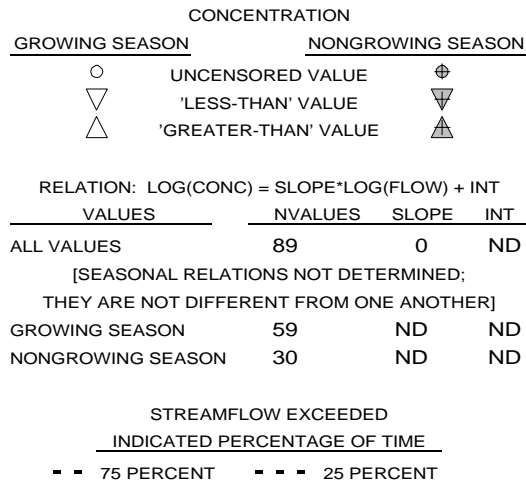 CONCENTRATION
GROWING SEASON NONGROWING SEASON
UNCENSORED VALUE
'LESS-THAN' VALUE
'GREATER-THAN' VALUE
RELATION: LOG(CONC) = SLOPE*LOG(FLOW) + INT
VALUES NVALUES SLOPE INT
ALL VALUES 89 0 ND
[SEASONAL RELATIONS NOT DETERMINED;
THEY ARE NOT DIFFERENT FROM ONE ANOTHER]
GROWING SEASON 59 ND ND
NONGROWING SEASON 30 ND ND
STREAMFLOW EXCEEDED
INDICATED PERCENTAGE OF TIME
75 PERCENT 25 PERCENT